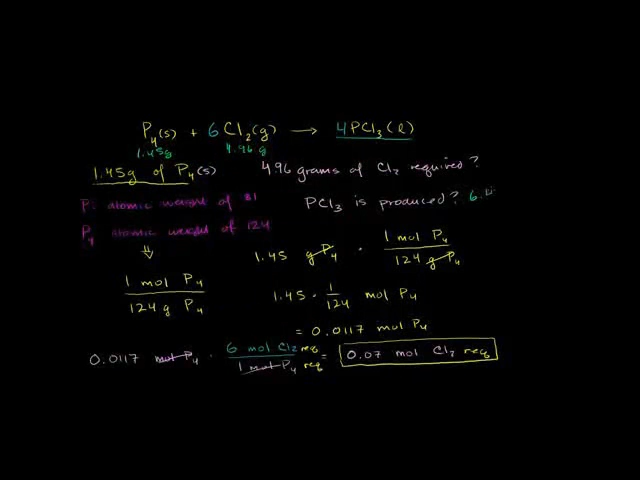 P₄(s) + 6Cl₂(g) → 4PCl₃(l)
1.45g 4.96 g
1.45g of P₄(s) 4.96 grams of Cl₂ required?
P: atomic weight of 31 PCl₃ is produced? 6.
P₄ atomic weight of 124
⇓
1.45 g P₄ · 1 mol P₄ / 124 g P₄
1 mol P₄ / 124 g P₄
1.45 · 1/124 mol P₄
= 0.0117 mol P₄
0.0117 mol P₄ · 6 mol Cl₂ req / 1 mol P₄ req = 0.07 mol Cl₂ req